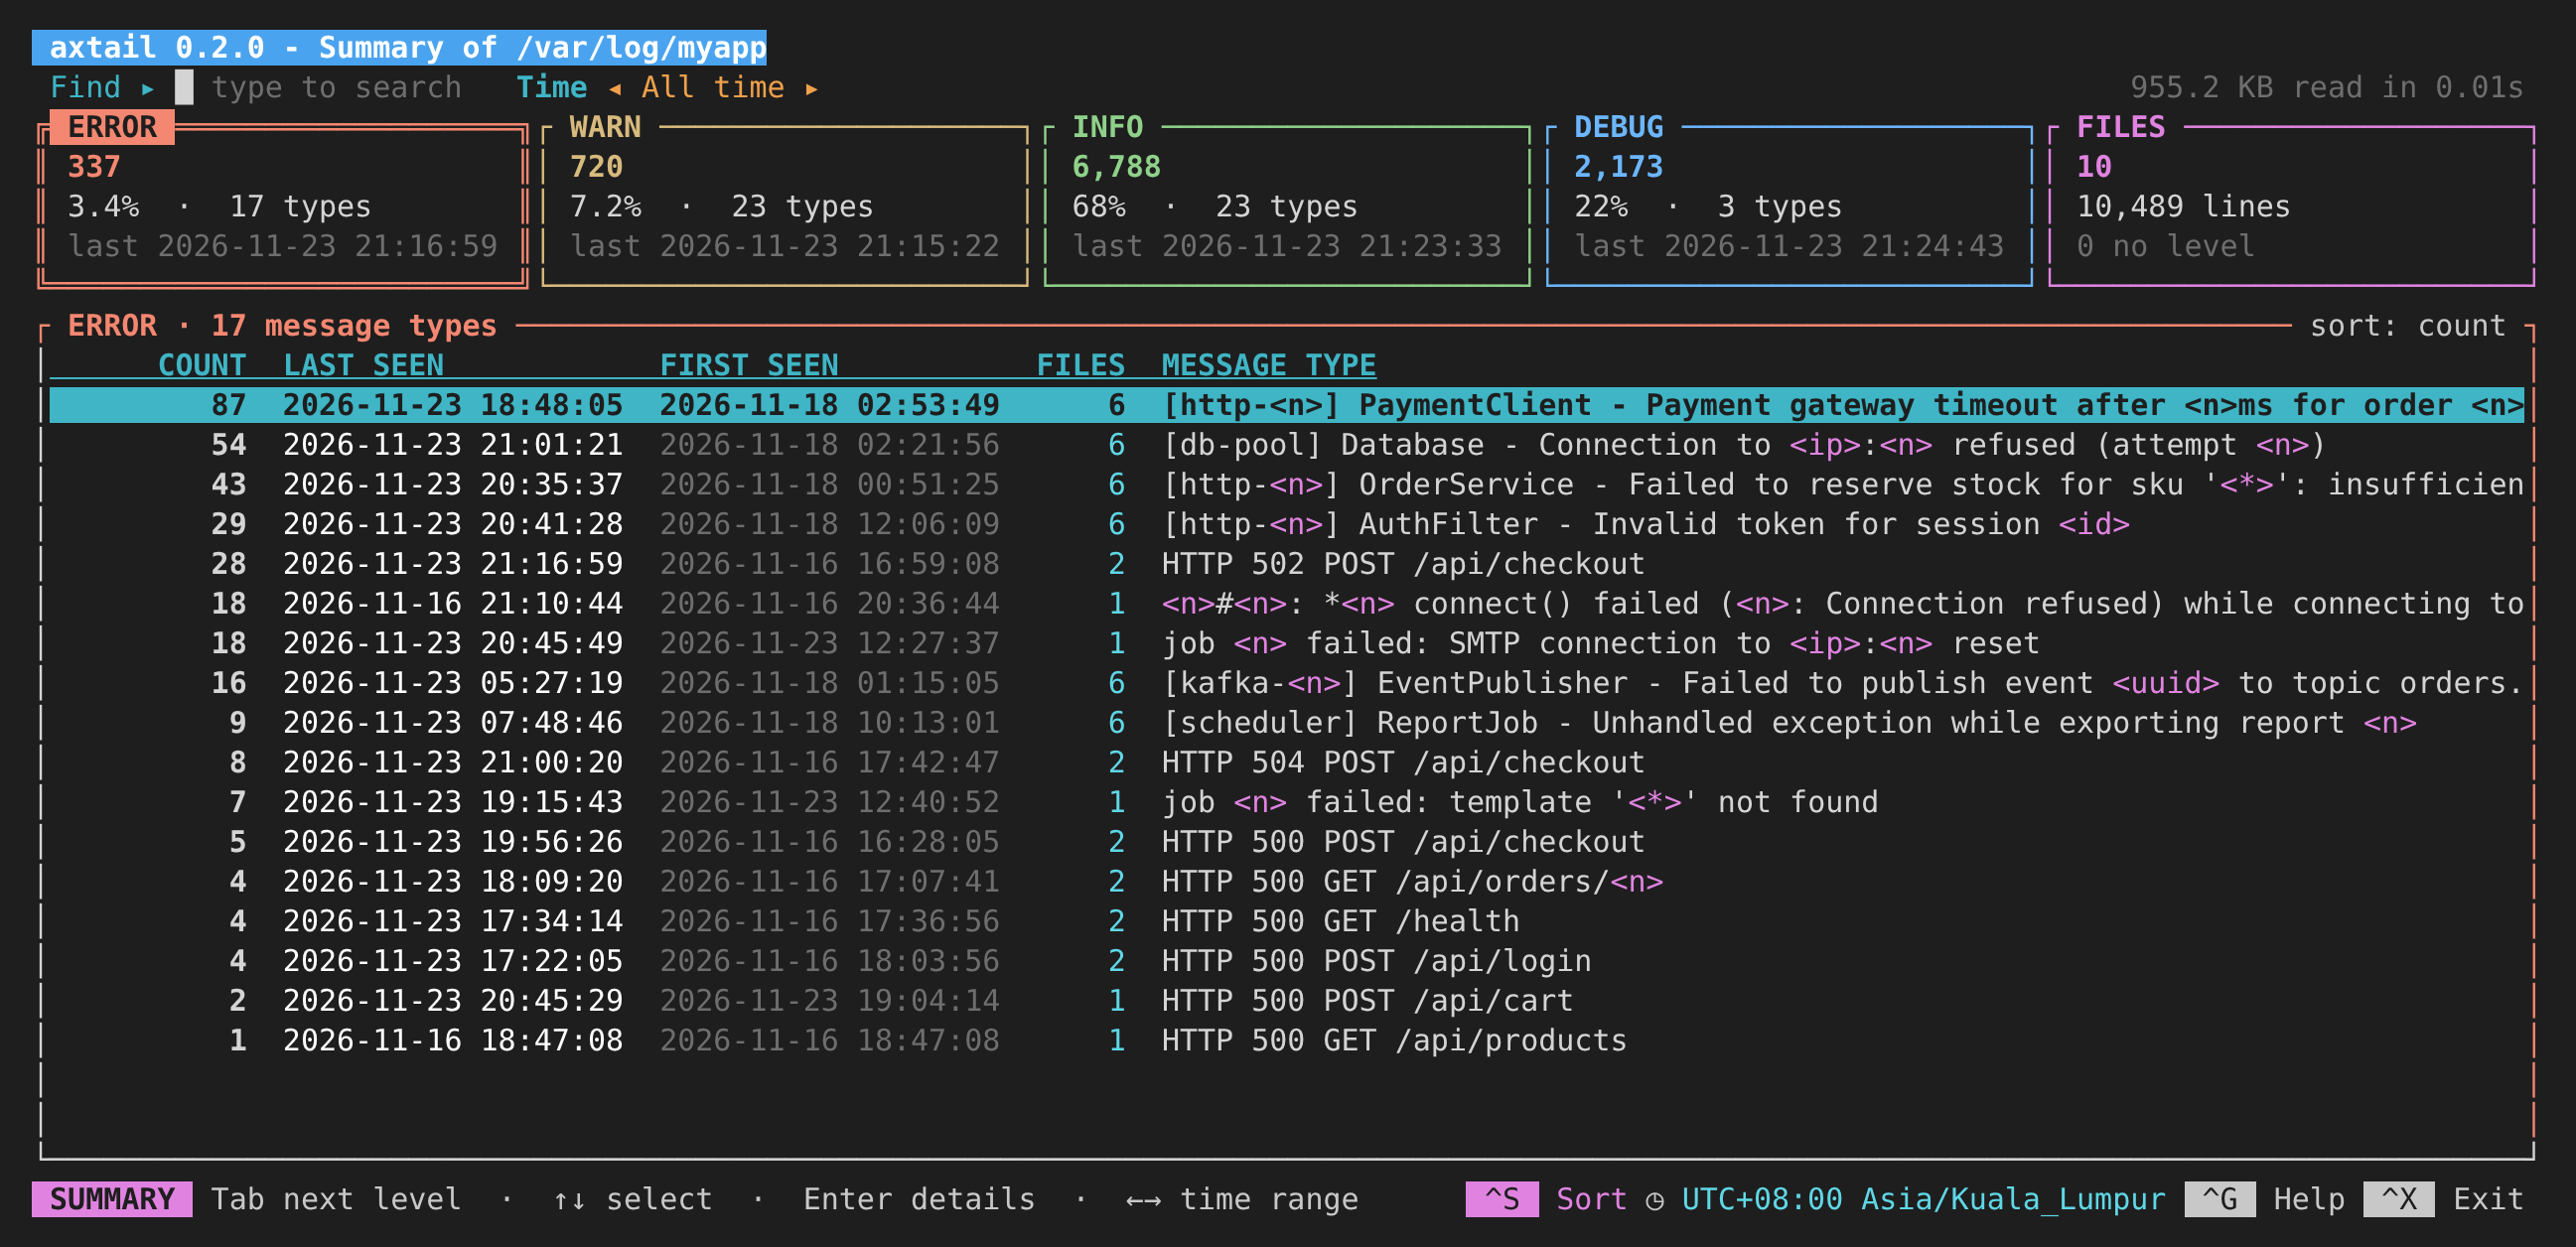 axtail 0.2.0 - Summary of /var/log/myapp
Find ▸ type to search Time ◂ All time ▸ 955.2 KB read in 0.01s
ERROR WARN INFO DEBUG FILES
337 720 6,788 2,173 10
3.4% · 17 types 7.2% · 23 types 68% · 23 types 22% · 3 types 10,489 lines
last 2026-11-23 21:16:59 last 2026-11-23 21:15:22 last 2026-11-23 21:23:33 last 2026-11-23 21:24:43 0 no level
ERROR · 17 message types sort: count
COUNT LAST SEEN FIRST SEEN FILES MESSAGE TYPE
87 2026-11-23 18:48:05 2026-11-18 02:53:49 6 [http-<n>] PaymentClient - Payment gateway timeout after <n>ms for order <n>
54 2026-11-23 21:01:21 2026-11-18 02:21:56 6 [db-pool] Database - Connection to <ip>:<n> refused (attempt <n>)
43 2026-11-23 20:35:37 2026-11-18 00:51:25 6 [http-<n>] OrderService - Failed to reserve stock for sku '<*>': insufficien
29 2026-11-23 20:41:28 2026-11-18 12:06:09 6 [http-<n>] AuthFilter - Invalid token for session <id>
28 2026-11-23 21:16:59 2026-11-16 16:59:08 2 HTTP 502 POST /api/checkout
18 2026-11-16 21:10:44 2026-11-16 20:36:44 1 <n>#<n>: *<n> connect() failed (<n>: Connection refused) while connecting to
18 2026-11-23 20:45:49 2026-11-23 12:27:37 1 job <n> failed: SMTP connection to <ip>:<n> reset
16 2026-11-23 05:27:19 2026-11-18 01:15:05 6 [kafka-<n>] EventPublisher - Failed to publish event <uuid> to topic orders.
9 2026-11-23 07:48:46 2026-11-18 10:13:01 6 [scheduler] ReportJob - Unhandled exception while exporting report <n>
8 2026-11-23 21:00:20 2026-11-16 17:42:47 2 HTTP 504 POST /api/checkout
7 2026-11-23 19:15:43 2026-11-23 12:40:52 1 job <n> failed: template '<*>' not found
5 2026-11-23 19:56:26 2026-11-16 16:28:05 2 HTTP 500 POST /api/checkout
4 2026-11-23 18:09:20 2026-11-16 17:07:41 2 HTTP 500 GET /api/orders/<n>
4 2026-11-23 17:34:14 2026-11-16 17:36:56 2 HTTP 500 GET /health
4 2026-11-23 17:22:05 2026-11-16 18:03:56 2 HTTP 500 POST /api/login
2 2026-11-23 20:45:29 2026-11-23 19:04:14 1 HTTP 500 POST /api/cart
1 2026-11-16 18:47:08 2026-11-16 18:47:08 1 HTTP 500 GET /api/products
SUMMARY Tab next level · ↑↓ select · Enter details · ←→ time range ^S Sort ◷ UTC+08:00 Asia/Kuala_Lumpur ^G Help ^X Exit